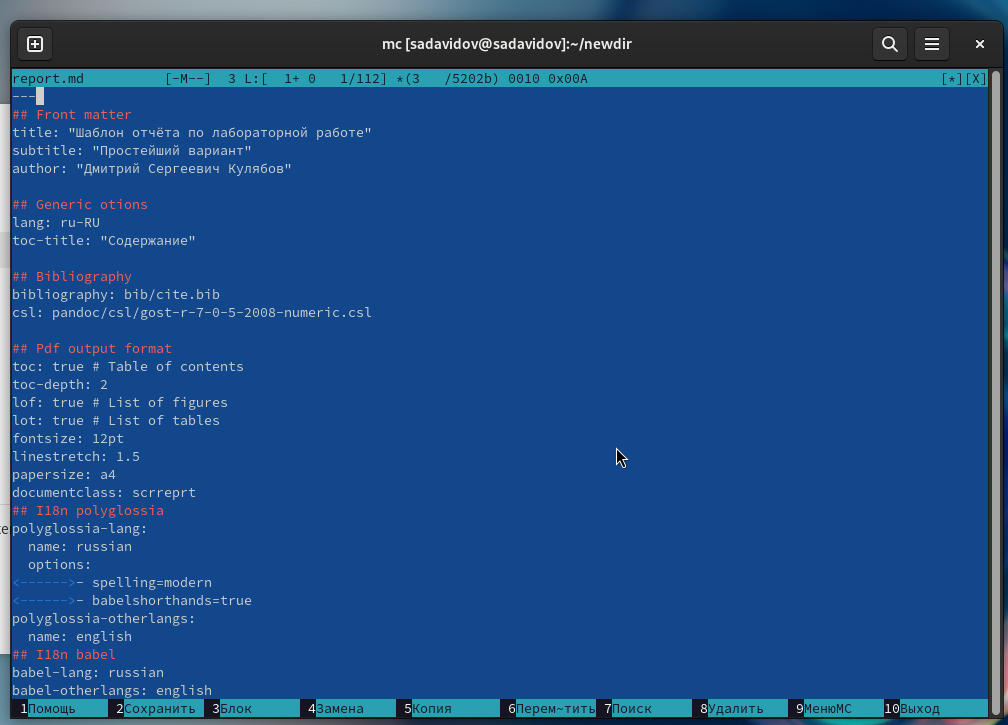 mc [sadavidov@sadavidov]:~/newdir
report.md [-M--] 3 L:[ 1+ 0 1/112] *(3 /5202b) 0010 0x00A [*][X]
---
## Front matter
title: "Шаблон отчёта по лабораторной работе"
subtitle: "Простейший вариант"
author: "Дмитрий Сергеевич Кулябов"

## Generic otions
lang: ru-RU
toc-title: "Содержание"

## Bibliography
bibliography: bib/cite.bib
csl: pandoc/csl/gost-r-7-0-5-2008-numeric.csl

## Pdf output format
toc: true # Table of contents
toc-depth: 2
lof: true # List of figures
lot: true # List of tables
fontsize: 12pt
linestretch: 1.5
papersize: a4
documentclass: scrreprt
## I18n polyglossia
polyglossia-lang:
  name: russian
  options:
<------>- spelling=modern
<------>- babelshorthands=true
polyglossia-otherlangs:
  name: english
## I18n babel
babel-lang: russian
babel-otherlangs: english
1Помощь 2Сохранить 3Блок 4Замена 5Копия 6Перем~тить 7Поиск 8Удалить 9МенюMC 10Выход